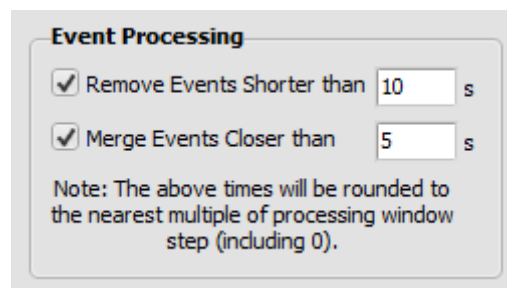 Event Processing
Remove Events Shorter than 10 s
Merge Events Closer than 5 s
Note: The above times will be rounded to
the nearest multiple of processing window
step (including 0).